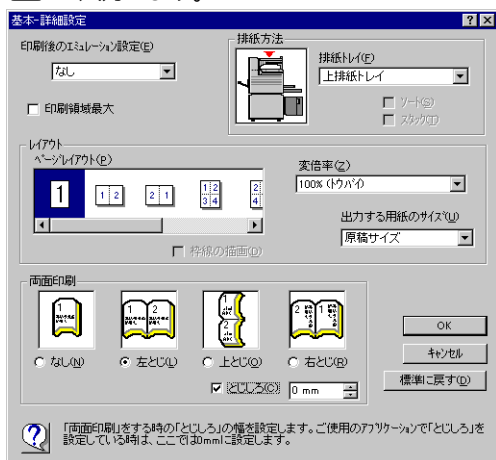 基本-詳細設定
印刷後のエミュレーション設定(E)
なし
印刷領域最大
排紙方法
排紙トレイ(F)
上排紙トレイ
ソート(S)
スタック(T)
レイアウト
ページレイアウト(P)
1
1 2
2 1
1 2
3 4
2
4
変倍率(Z)
100% (トウバイ)
出力する用紙のサイズ(U)
原稿サイズ
枠線の描画(D)
両面印刷
なし(N)
左とじ(L)
上とじ(O)
右とじ(R)
とじしろ(C)
0 mm
OK
キャンセル
標準に戻す(D)
「両面印刷」をする時の「とじしろ」の幅を設定します。ご使用のアプリケーションで「とじしろ」を
設定している時は、ここでは0mmに設定します。